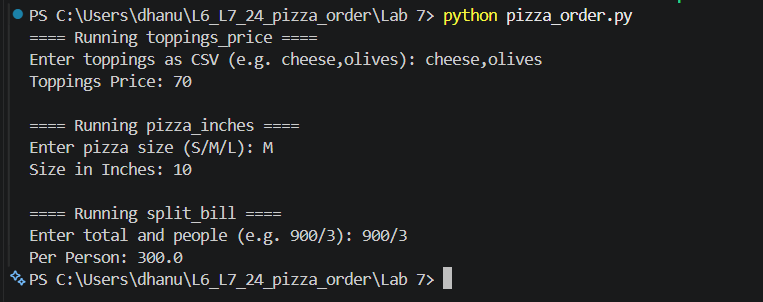 PS C:\Users\dhanu\L6_L7_24_pizza_order\Lab 7> python pizza_order.py
==== Running toppings_price ====
Enter toppings as CSV (e.g. cheese,olives): cheese,olives
Toppings Price: 70
==== Running pizza_inches ====
Enter pizza size (S/M/L): M
Size in Inches: 10
==== Running split_bill ====
Enter total and people (e.g. 900/3): 900/3
Per Person: 300.0
PS C:\Users\dhanu\L6_L7_24_pizza_order\Lab 7>